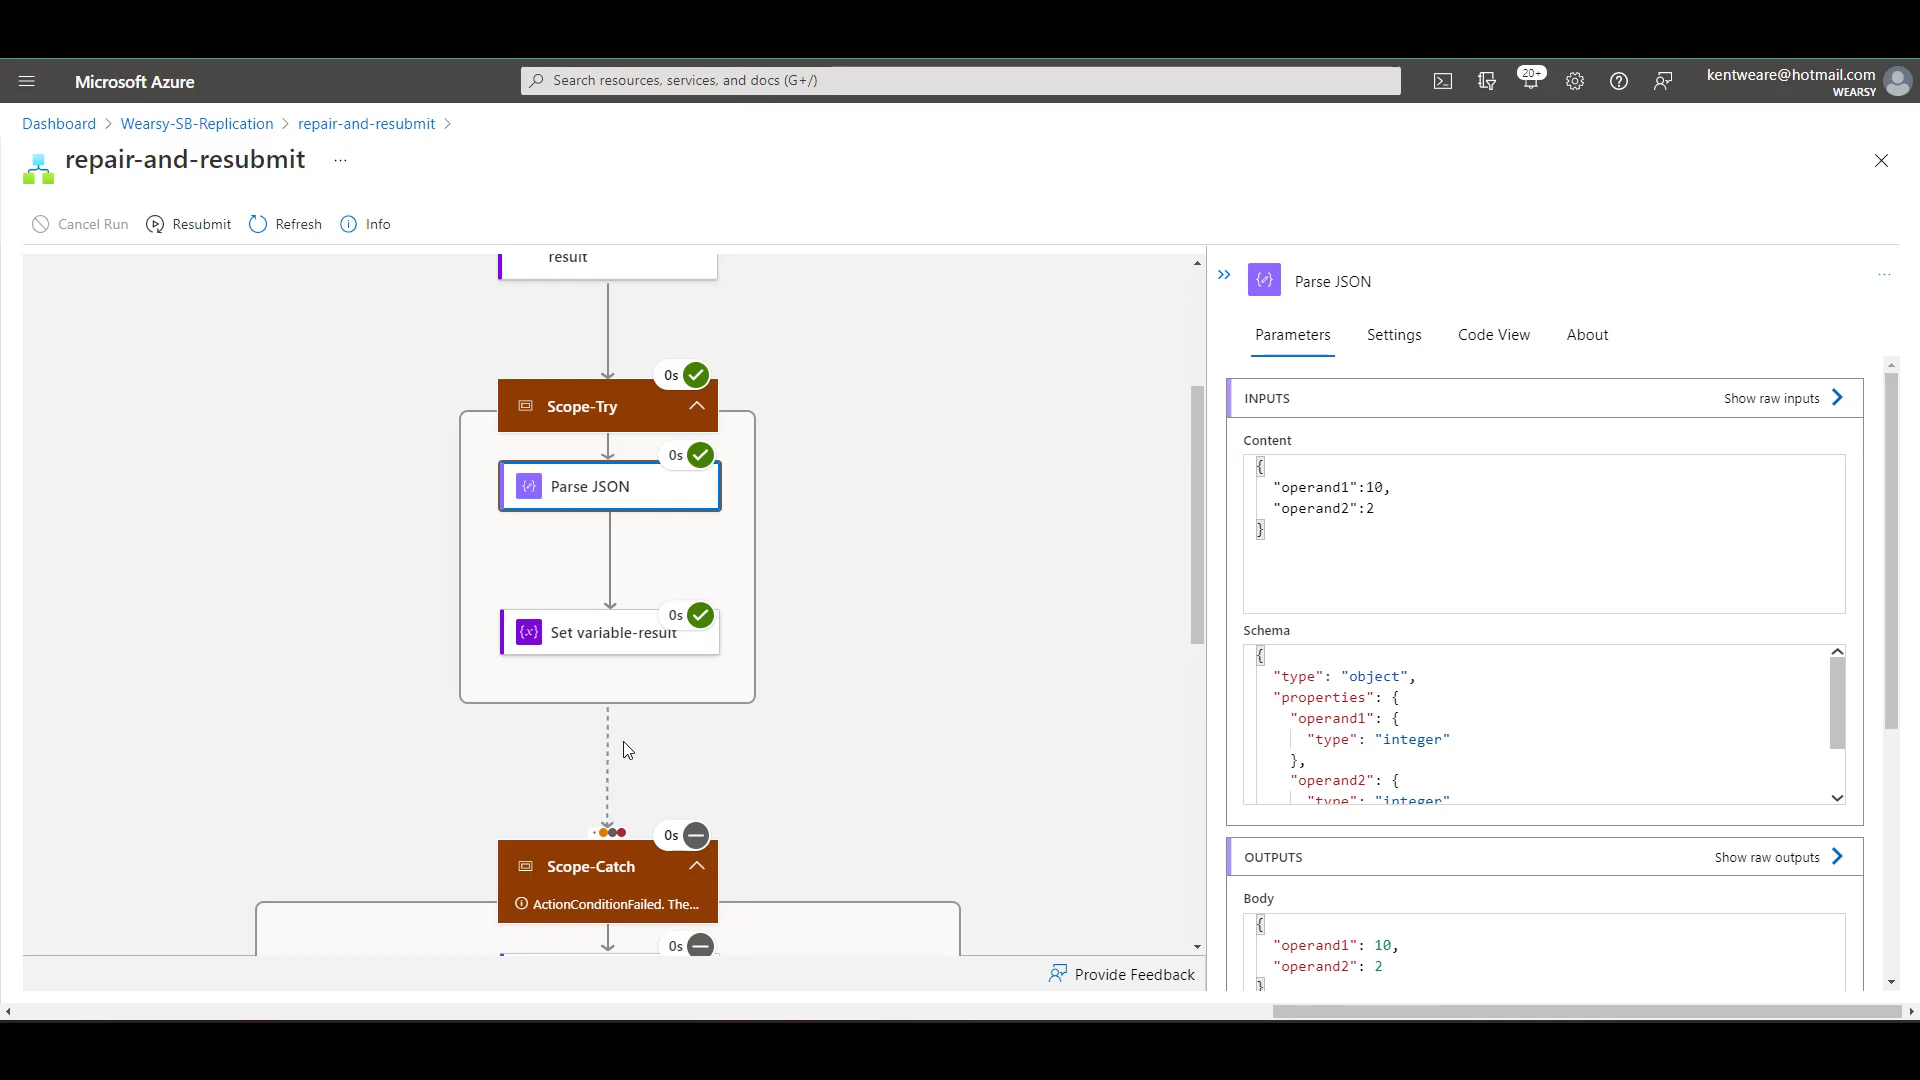 Microsoft Azure
Search resources, services, and docs (G+/)
20+
kentweare@hotmail.com
WEARSY
Dashboard > Wearsy-SB-Replication > repair-and-resubmit >
repair-and-resubmit ...
Cancel Run
Resubmit
Refresh
Info
result
0s
Scope-Try
0s
Parse JSON
0s
Set variable-result
0s
Scope-Catch
ActionConditionFailed. The...
0s
Provide Feedback
Parse JSON
...
Parameters
Settings
Code View
About
INPUTS
Show raw inputs
Content
{
"operand1":10,
"operand2":2
}
Schema
{
"type": "object",
"properties": {
"operand1": {
"type": "integer"
},
"operand2": {
"type": "integer"
OUTPUTS
Show raw outputs
Body
{
"operand1": 10,
"operand2": 2
}